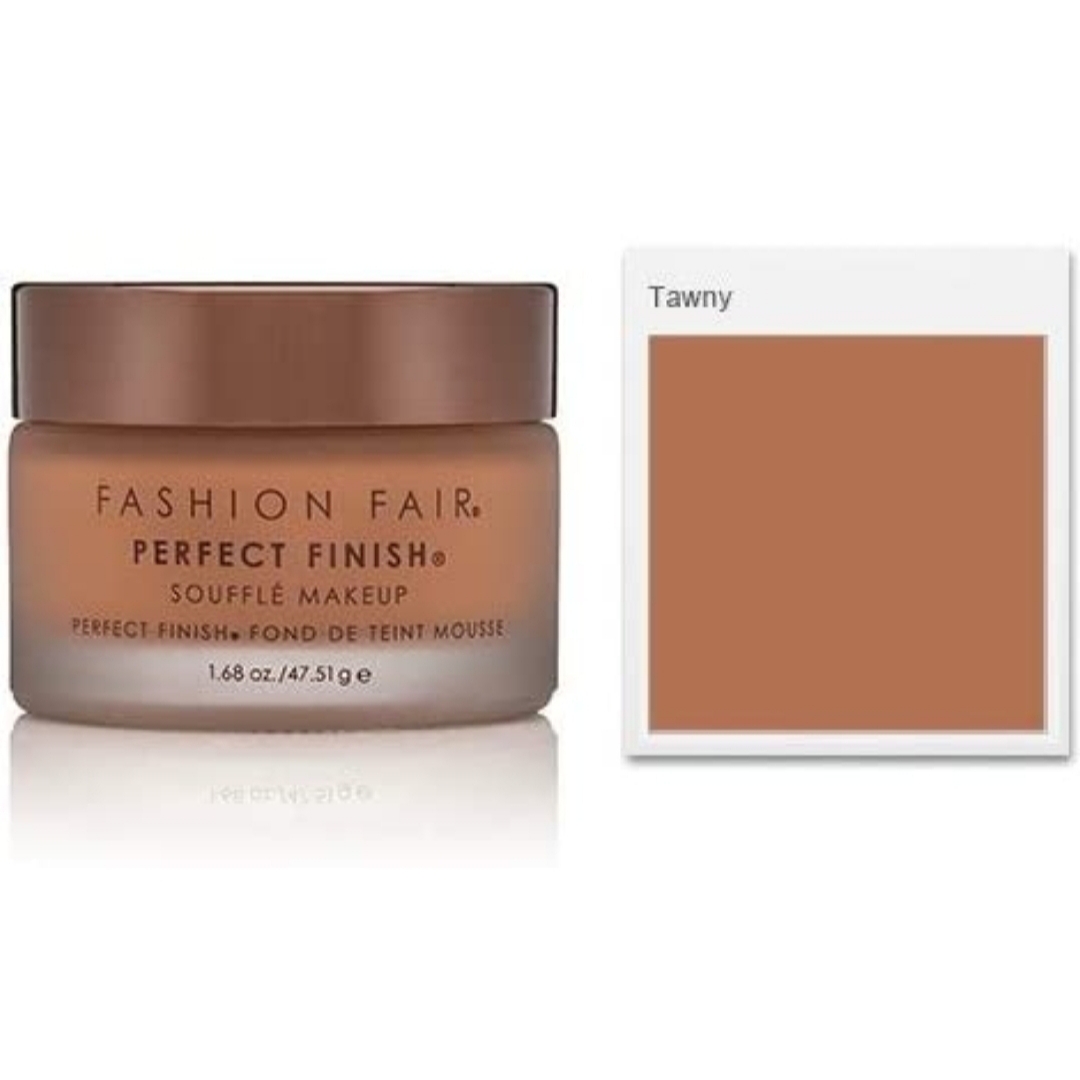 FASHION FAIR®
PERFECT FINISH®
SOUFFLÉ MAKEUP
PERFECT FINISH® FOND DE TEINT MOUSSE
1.68 oz./47.51g e
Tawny